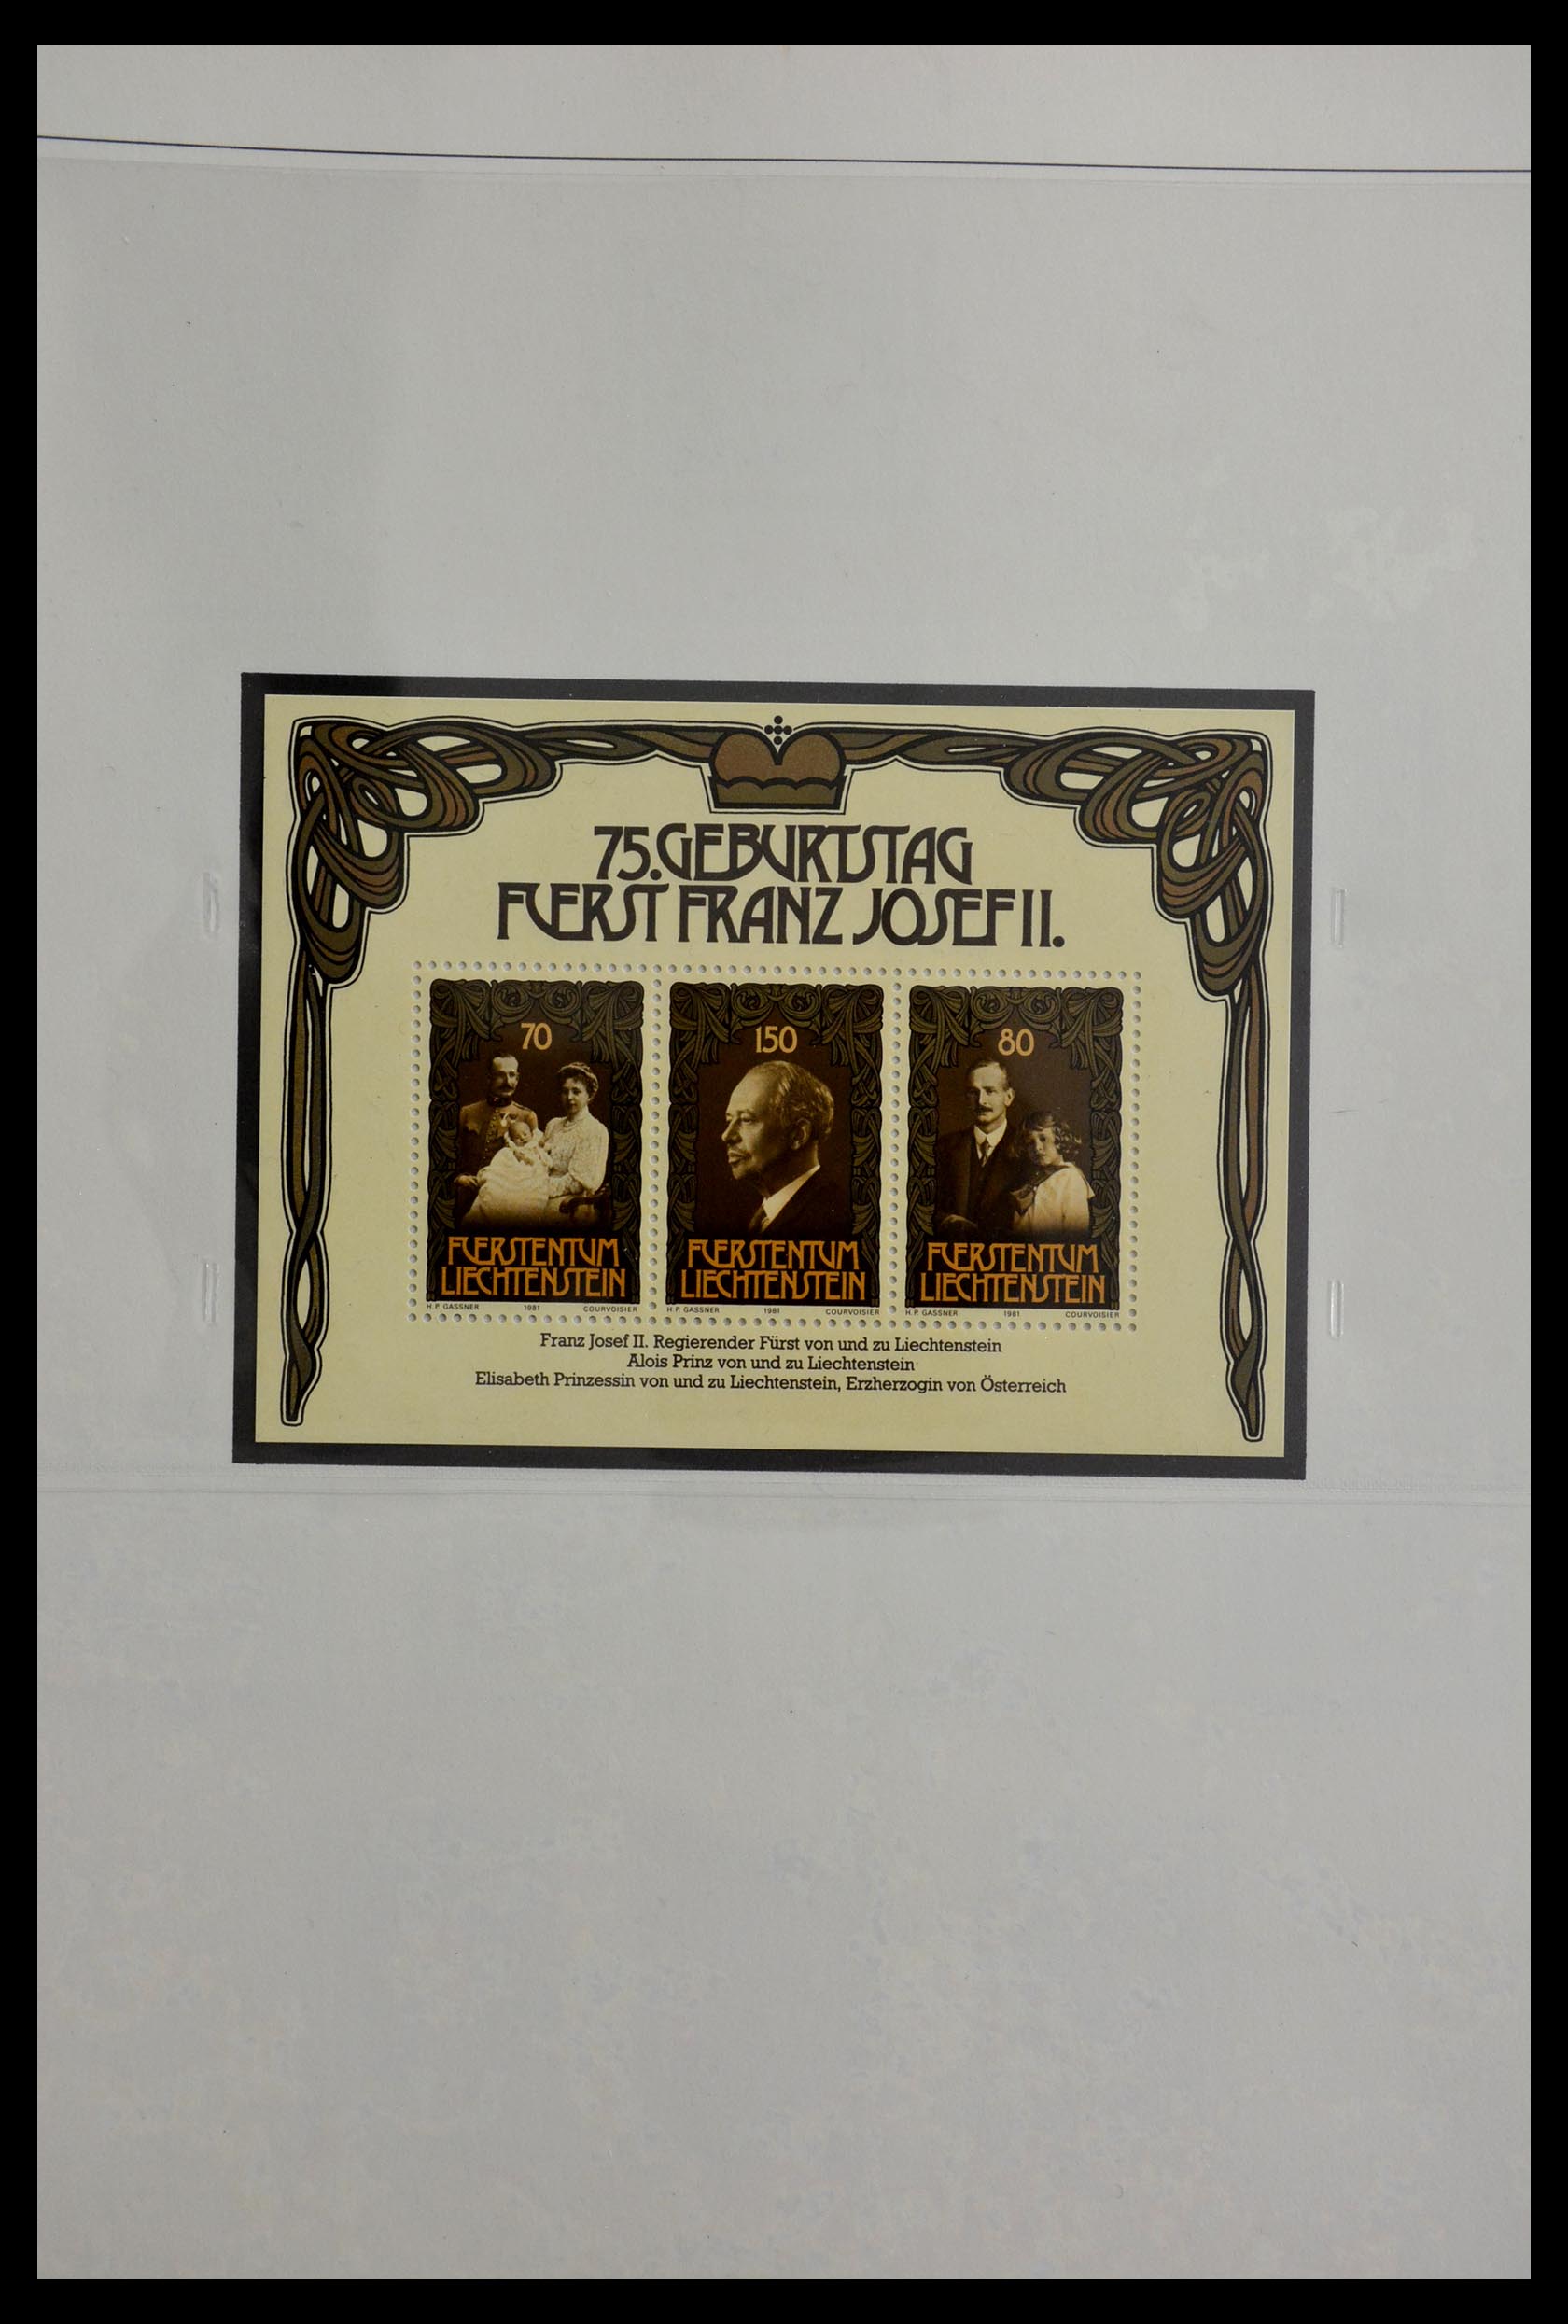 75. GEBURTSTAG
FUERST FRANZ JOSEF II.
70
150
80
FUERSTENTUM
LIECHTENSTEIN
FUERSTENTUM
LIECHTENSTEIN
FUERSTENTUM
LIECHTENSTEIN
H. P. GASSNER 1981 COURVOISIER
H. P. GASSNER 1981 COURVOISIER
H. P. GASSNER 1981 COURVOISIER
Franz Josef II. Regierender Fürst von und zu Liechtenstein
Alois Prinz von und zu Liechtenstein
Elisabeth Prinzessin von und zu Liechtenstein, Erzherzogin von Österreich